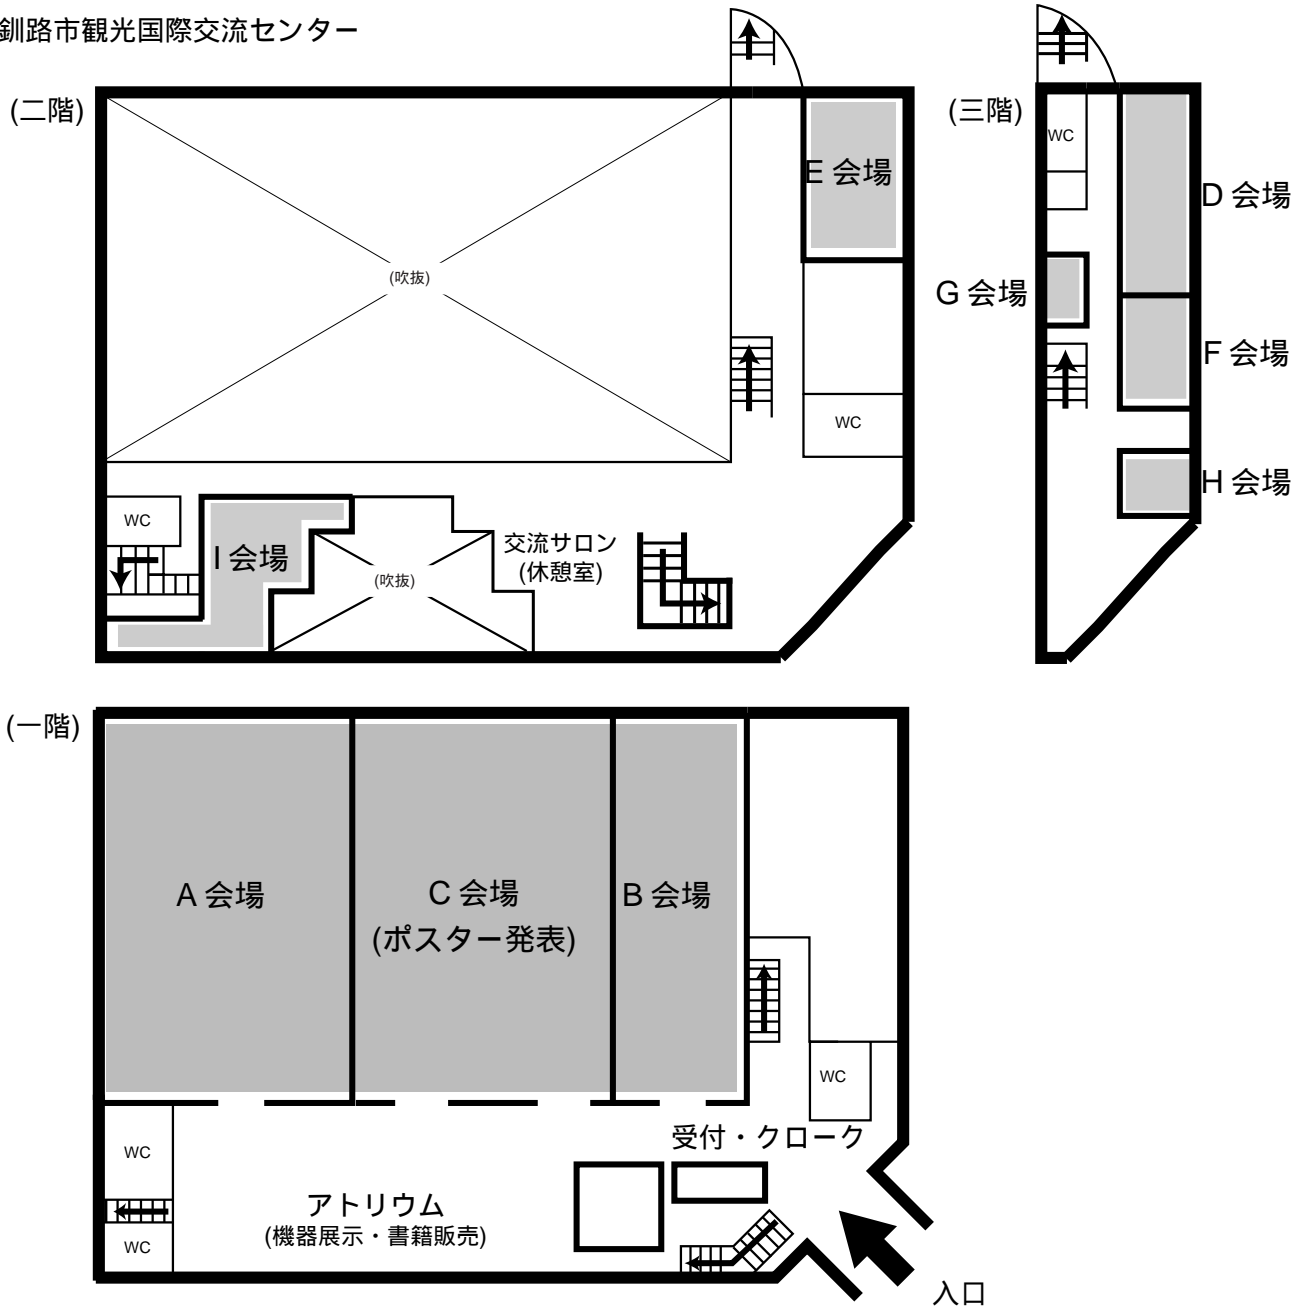 釧路市観光国際交流センター
(二階)
E 会場
(吹抜)
WC
WC
I 会場
(吹抜)
交流サロン
(休憩室)
(三階)
WC
D 会場
G 会場
F 会場
H 会場
(一階)
A 会場
C 会場
(ポスター発表)
B 会場
WC
受付・クローク
WC
アトリウム
(機器展示・書籍販売)
WC
入口